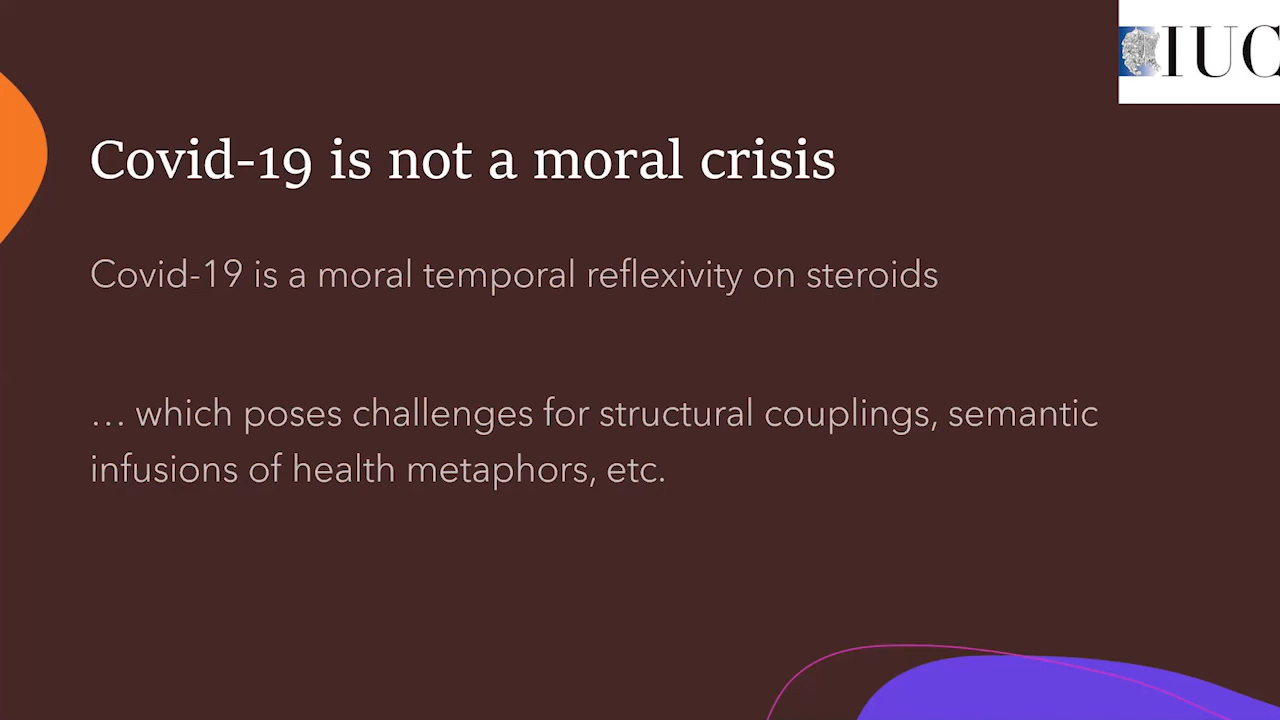 IUC
Covid-19 is not a moral crisis
Covid-19 is a moral temporal reflexivity on steroids
… which poses challenges for structural couplings, semantic
infusions of health metaphors, etc.